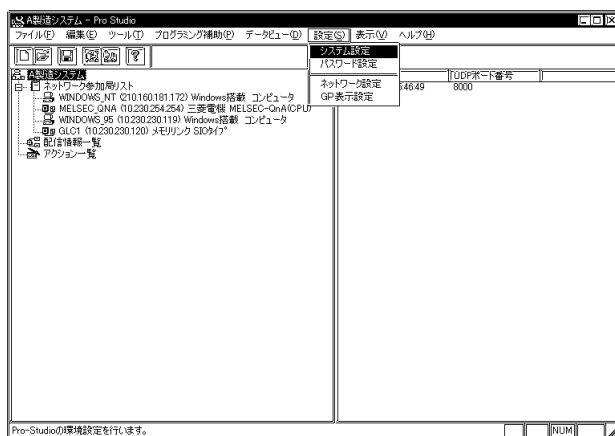 A製造システム - Pro Studio
ファイル(F) 編集(E) ツール(T) プログラミング補助(P) データビュー(D) 設定(S) 表示(V) ヘルプ(H)
システム設定
パスワード設定
ネットワーク設定
GP表示設定
A製造システム
ネットワーク参加局リスト
WINDOWS_NT (210.160.181.172) Windows搭載 コンピュータ
MELSEC_QNA (10.230.254.254) 三菱電機 MELSEC-QnA(CPU)
WINDOWS_95 (10.230.230.119) Windows搭載 コンピュータ
GLC1 (10.230.230.120) メモリリンク SIOタイプ
配信情報一覧
アクション一覧
UDPポート番号
5:46:49 8000
Pro-Studioの環境設定を行います。
NUM